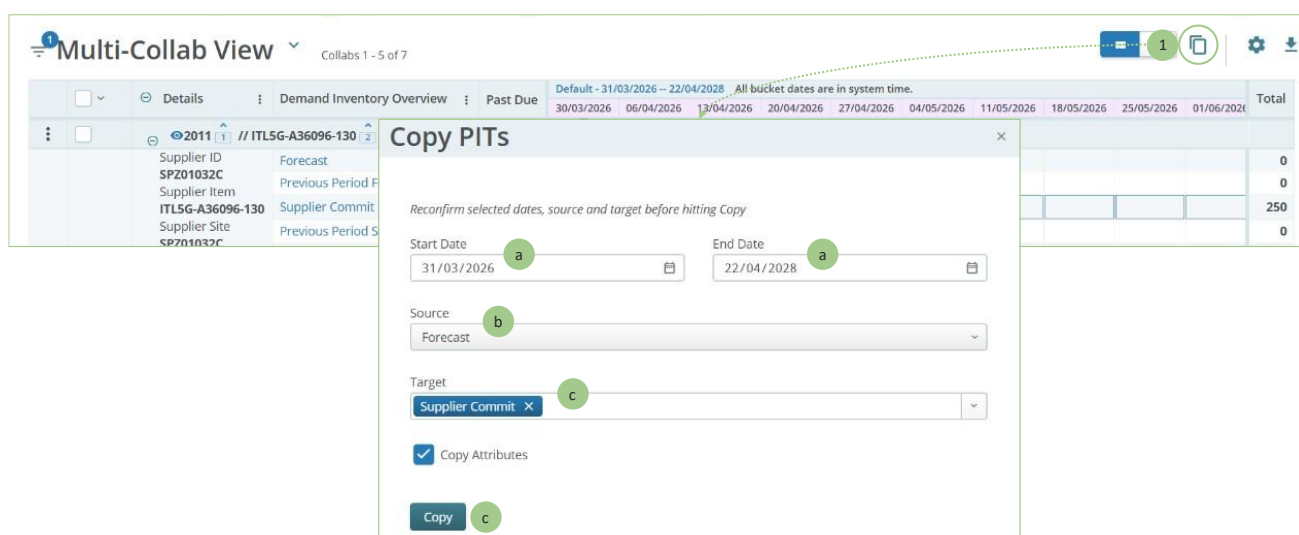 1
Multi-Collab View Collabs 1 - 5 of 7
1
Details Demand Inventory Overview Past Due Default - 31/03/2026 -- 22/04/2028 All bucket dates are in system time. Total
30/03/2026 06/04/2026 13/04/2026 20/04/2026 27/04/2026 04/05/2026 11/05/2026 18/05/2026 25/05/2026 01/06/2026
2011 1 // ITL5G-A36096-130 2
Supplier ID Forecast 0
SPZ01032C
Previous Period F 0
Supplier Item
ITL5G-A36096-130 Supplier Commit 250
Supplier Site Previous Period S 0
SPZ01032C
Copy PITs
Reconfirm selected dates, source and target before hitting Copy
Start Date End Date
a a
31/03/2026 22/04/2028
Source
b
Forecast
Target
c
Supplier Commit
Copy Attributes
Copy c